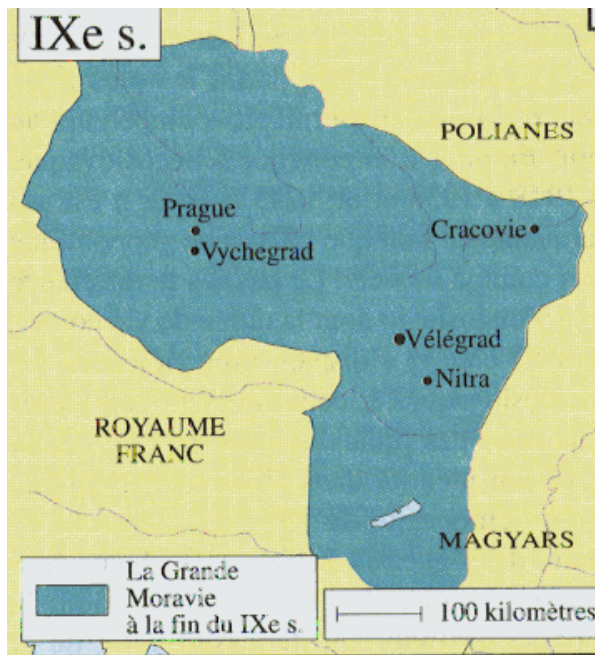 IXe s.
POLIANES
Prague
Cracovie
Vychegrad
Vélégrad
Nitra
ROYAUME
FRANC
MAGYARS
La Grande
Moravie
à la fin du IXe s.
100 kilomètres